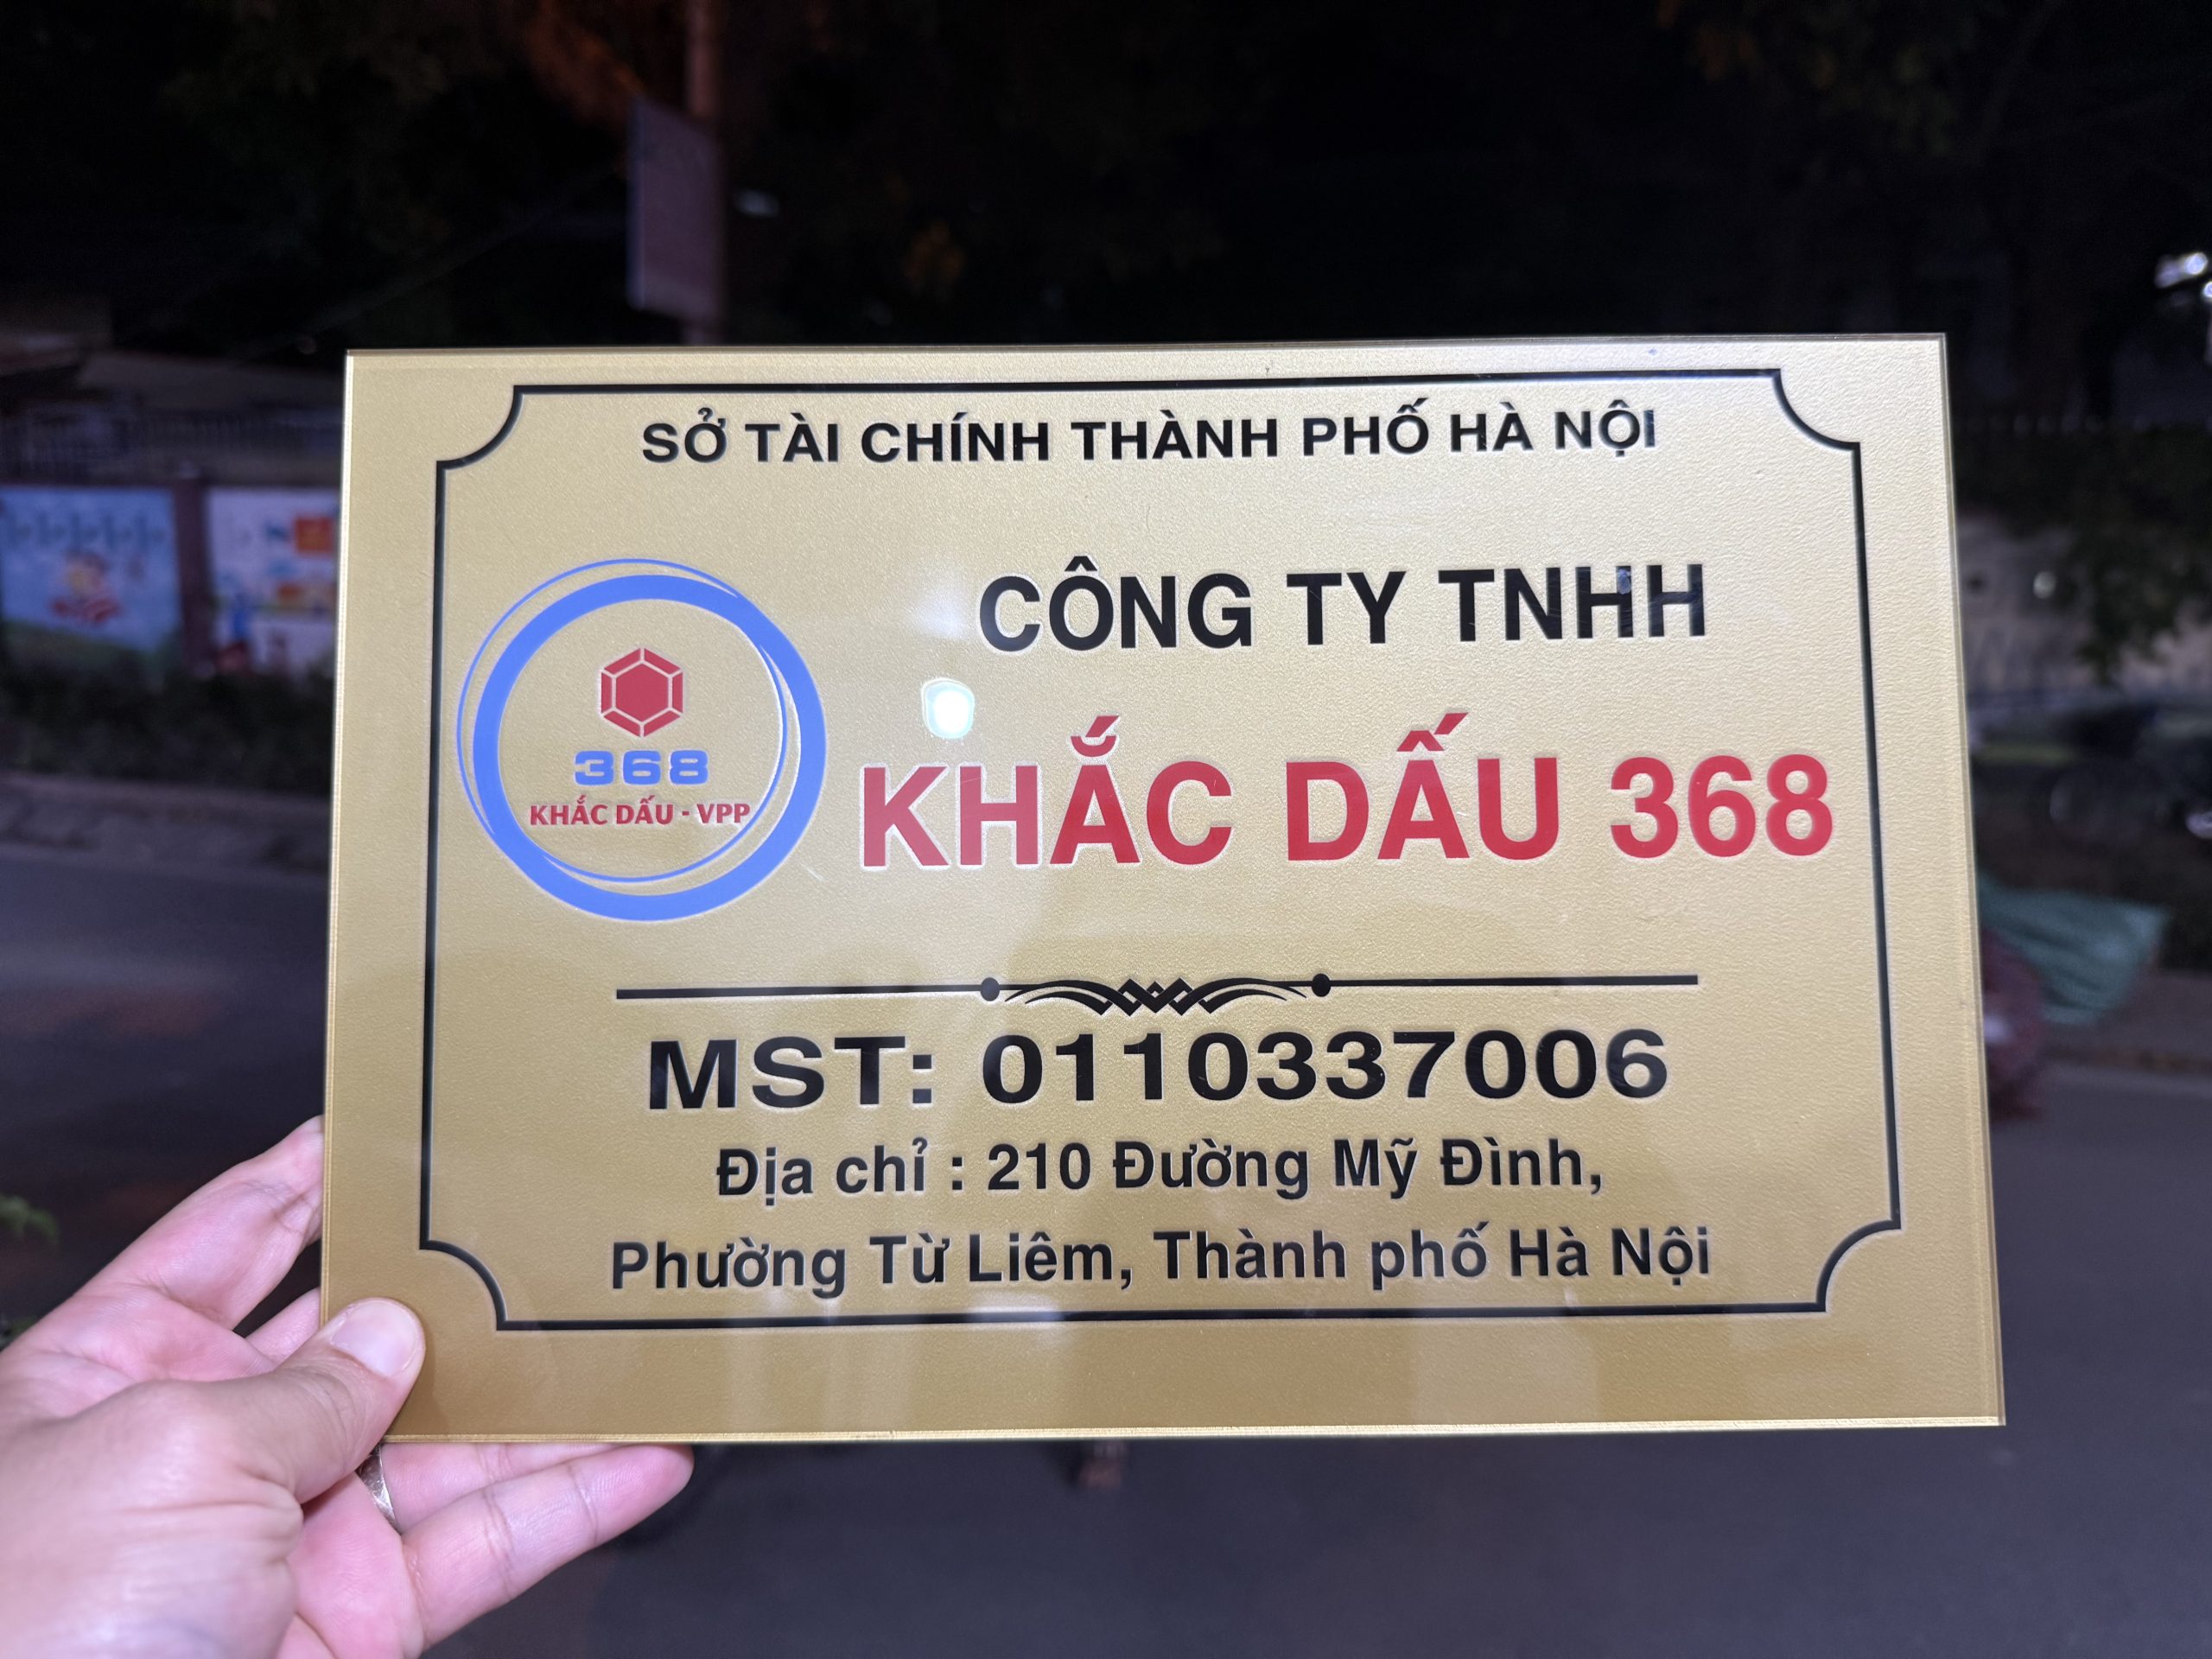 SỞ TÀI CHÍNH THÀNH PHỐ HÀ NỘI
CÔNG TY TNHH
KHẮC DẤU 368
368
KHẮC DẤU - VPP
MST: 0110337006
Địa chỉ : 210 Đường Mỹ Đình,
Phường Từ Liêm, Thành phố Hà Nội